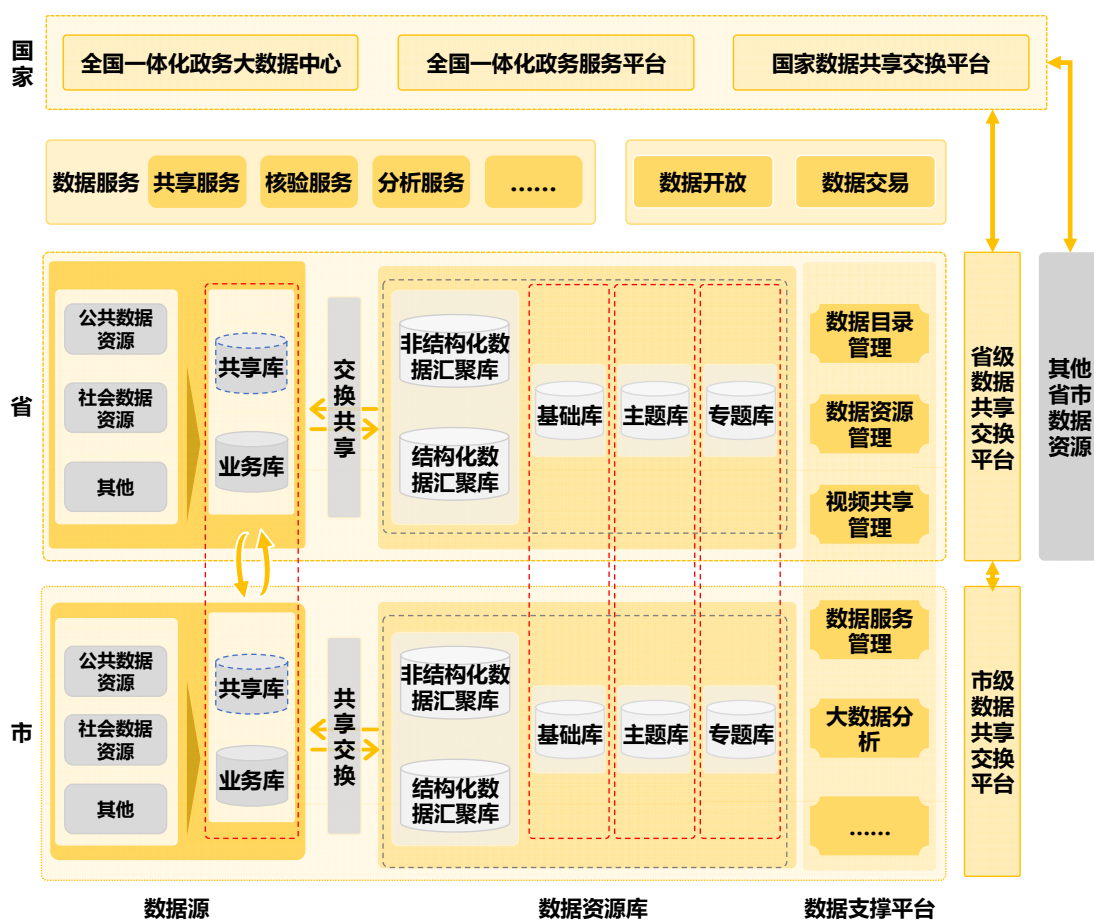 国家
全国一体化政务大数据中心
全国一体化政务服务平台
国家数据共享交换平台
数据服务
共享服务
核验服务
分析服务
……
数据开放
数据交易
省
公共数据
资源
社会数据
资源
其他
共享库
业务库
交换共享
非结构化数
据汇聚库
结构化数
据汇聚库
基础库
主题库
专题库
数据目录
管理
数据资源
管理
视频共享
管理
省级
数据
共享
交换
平台
其他
省市
数据
资源
市
公共数据
资源
社会数据
资源
其他
共享库
业务库
共享交换
非结构化数
据汇聚库
结构化数
据汇聚库
基础库
主题库
专题库
数据服务
管理
大数据分
析
……
市级
数据
共享
交换
平台
数据源
数据资源库
数据支撑平台